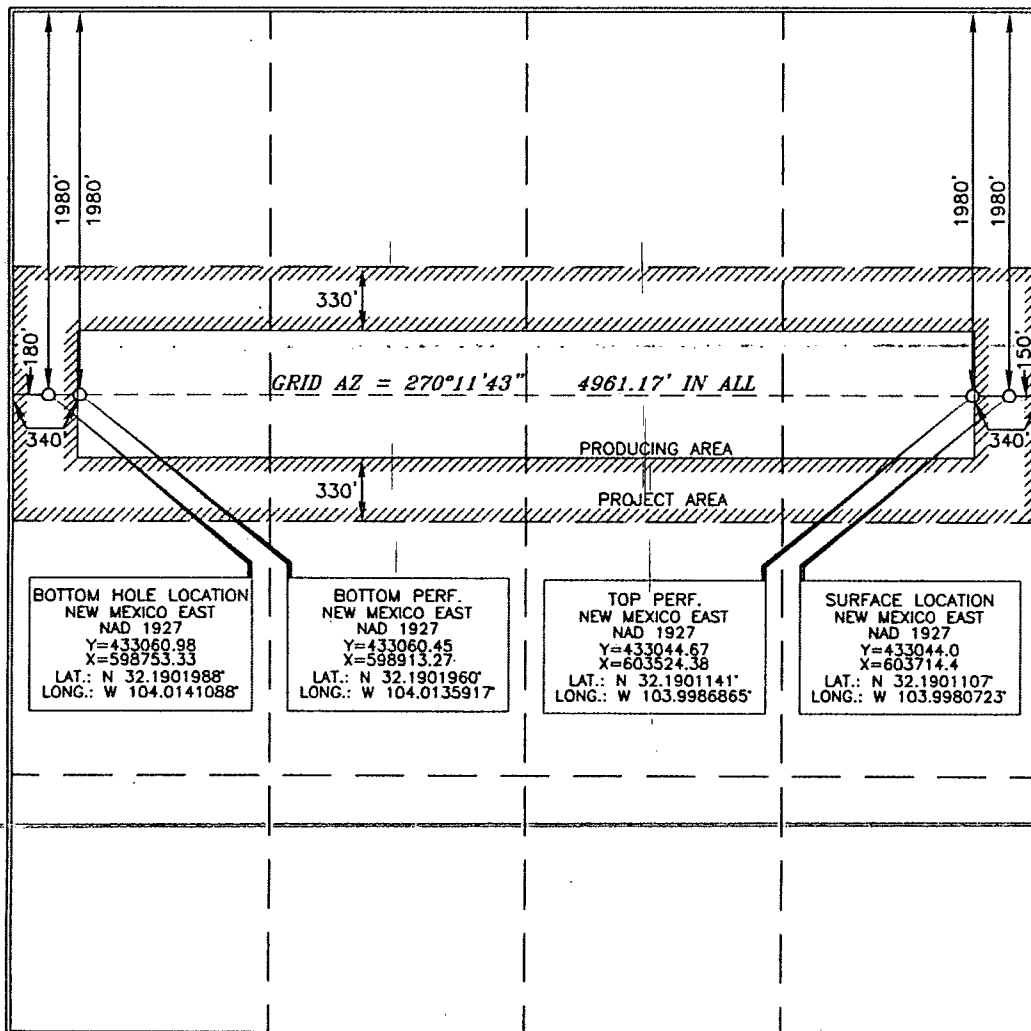 1980'
1980'
1980'
1980'
330'
180'
150'
GRID AZ = 270°11'43"    4961.17' IN ALL
340'
340'
PRODUCING AREA
330'
PROJECT AREA
BOTTOM HOLE LOCATION
NEW MEXICO EAST
NAD 1927
Y=433060.98
X=598753.33
LAT.: N 32.1901988°
LONG.: W 104.0141088°
BOTTOM PERF.
NEW MEXICO EAST
NAD 1927
Y=433060.45
X=598913.27
LAT.: N 32.1901960°
LONG.: W 104.0135917°
TOP PERF.
NEW MEXICO EAST
NAD 1927
Y=433044.67
X=603524.38
LAT.: N 32.1901141°
LONG.: W 103.9986865°
SURFACE LOCATION
NEW MEXICO EAST
NAD 1927
Y=433044.0
X=603714.4
LAT.: N 32.1901107°
LONG.: W 103.9980723°